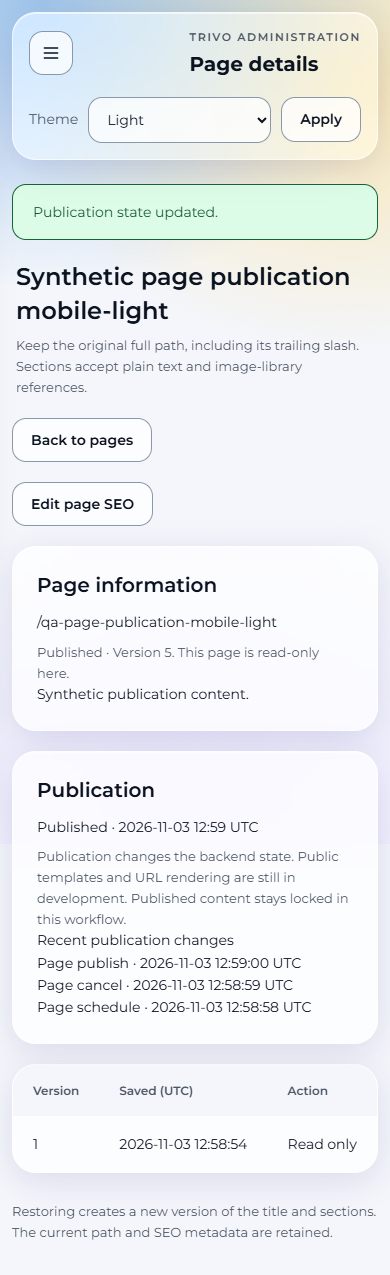 TRIVO ADMINISTRATION
Page details
Theme
Light
Apply
Publication state updated.
Synthetic page publication
mobile-light
Keep the original full path, including its trailing slash.
Sections accept plain text and image-library
references.
Back to pages
Edit page SEO
Page information
/qa-page-publication-mobile-light
Published · Version 5. This page is read-only
here.
Synthetic publication content.
Publication
Published · 2026-11-03 12:59 UTC
Publication changes the backend state. Public
templates and URL rendering are still in
development. Published content stays locked in
this workflow.
Recent publication changes
Page publish · 2026-11-03 12:59:00 UTC
Page cancel · 2026-11-03 12:58:59 UTC
Page schedule · 2026-11-03 12:58:58 UTC
Version Saved (UTC) Action
1 2026-11-03 12:58:54 Read only
Restoring creates a new version of the title and sections.
The current path and SEO metadata are retained.